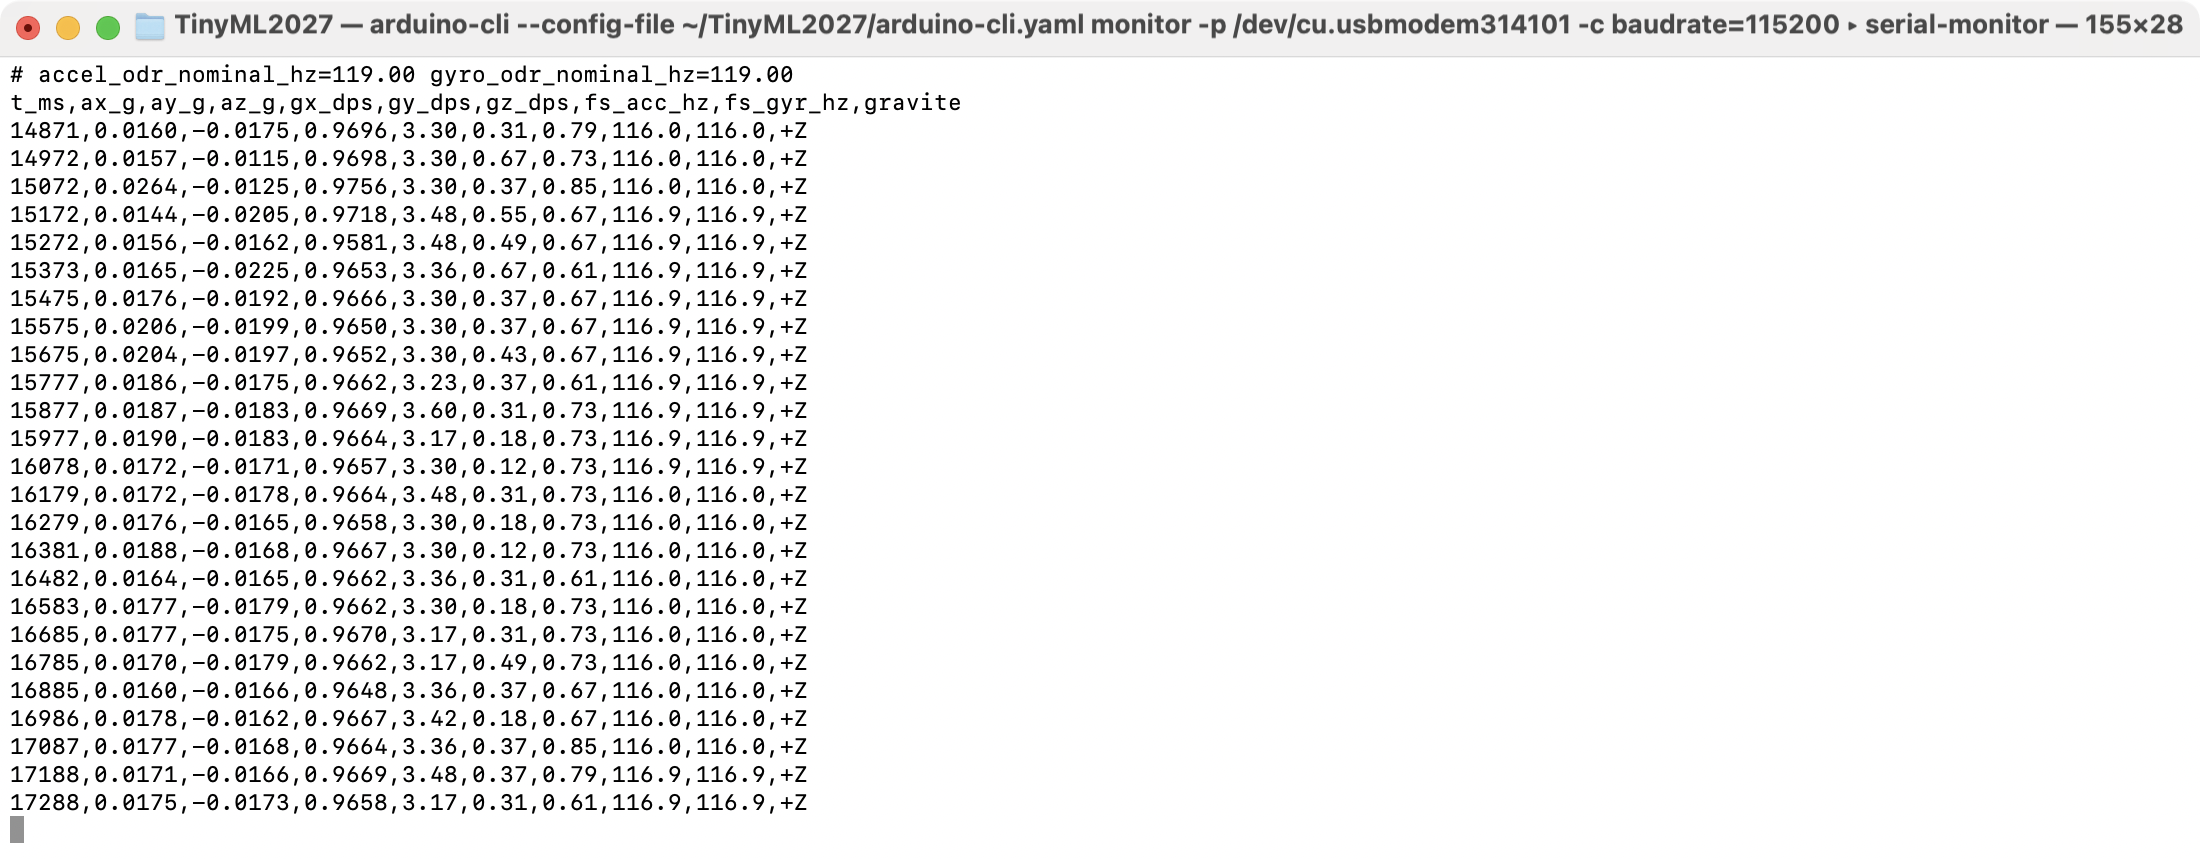 TinyML2027 — arduino-cli --config-file ~/TinyML2027/arduino-cli.yaml monitor -p /dev/cu.usbmodem314101 -c baudrate=115200 ▸ serial-monitor — 155×28
# accel_odr_nominal_hz=119.00 gyro_odr_nominal_hz=119.00
t_ms,ax_g,ay_g,az_g,gx_dps,gy_dps,gz_dps,fs_acc_hz,fs_gyr_hz,gravite
14871,0.0160,-0.0175,0.9696,3.30,0.31,0.79,116.0,116.0,+Z
14972,0.0157,-0.0115,0.9698,3.30,0.67,0.73,116.0,116.0,+Z
15072,0.0264,-0.0125,0.9756,3.30,0.37,0.85,116.0,116.0,+Z
15172,0.0144,-0.0205,0.9718,3.48,0.55,0.67,116.9,116.9,+Z
15272,0.0156,-0.0162,0.9581,3.48,0.49,0.67,116.9,116.9,+Z
15373,0.0165,-0.0225,0.9653,3.36,0.67,0.61,116.9,116.9,+Z
15475,0.0176,-0.0192,0.9666,3.30,0.37,0.67,116.9,116.9,+Z
15575,0.0206,-0.0199,0.9650,3.30,0.37,0.67,116.9,116.9,+Z
15675,0.0204,-0.0197,0.9652,3.30,0.43,0.67,116.9,116.9,+Z
15777,0.0186,-0.0175,0.9662,3.23,0.37,0.61,116.9,116.9,+Z
15877,0.0187,-0.0183,0.9669,3.60,0.31,0.73,116.9,116.9,+Z
15977,0.0190,-0.0183,0.9664,3.17,0.18,0.73,116.9,116.9,+Z
16078,0.0172,-0.0171,0.9657,3.30,0.12,0.73,116.9,116.9,+Z
16179,0.0172,-0.0178,0.9664,3.48,0.31,0.73,116.0,116.0,+Z
16279,0.0176,-0.0165,0.9658,3.30,0.18,0.73,116.0,116.0,+Z
16381,0.0188,-0.0168,0.9667,3.30,0.12,0.73,116.0,116.0,+Z
16482,0.0164,-0.0165,0.9662,3.36,0.31,0.61,116.0,116.0,+Z
16583,0.0177,-0.0179,0.9662,3.30,0.18,0.73,116.0,116.0,+Z
16685,0.0177,-0.0175,0.9670,3.17,0.31,0.73,116.0,116.0,+Z
16785,0.0170,-0.0179,0.9662,3.17,0.49,0.73,116.0,116.0,+Z
16885,0.0160,-0.0166,0.9648,3.36,0.37,0.67,116.0,116.0,+Z
16986,0.0178,-0.0162,0.9667,3.42,0.18,0.67,116.0,116.0,+Z
17087,0.0177,-0.0168,0.9664,3.36,0.37,0.85,116.0,116.0,+Z
17188,0.0171,-0.0166,0.9669,3.48,0.37,0.79,116.9,116.9,+Z
17288,0.0175,-0.0173,0.9658,3.17,0.31,0.61,116.9,116.9,+Z